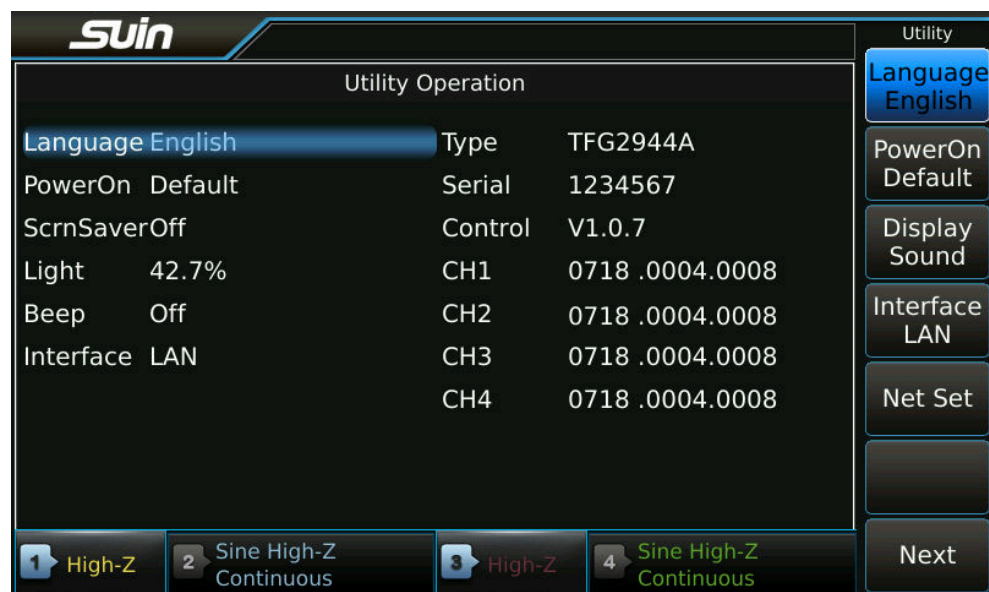 SUin
Utility
Utility Operation
Language English
Type TFG2944A
PowerOn Default
Serial 1234567
ScrnSaver Off
Control V1.0.7
Light 42.7%
CH1 0718 .0004.0008
Beep Off
CH2 0718 .0004.0008
Interface LAN
CH3 0718 .0004.0008
CH4 0718 .0004.0008
Language
English
PowerOn
Default
Display
Sound
Interface
LAN
Net Set
Next
1 High-Z
2 Sine High-Z
Continuous
3 High-Z
4 Sine High-Z
Continuous